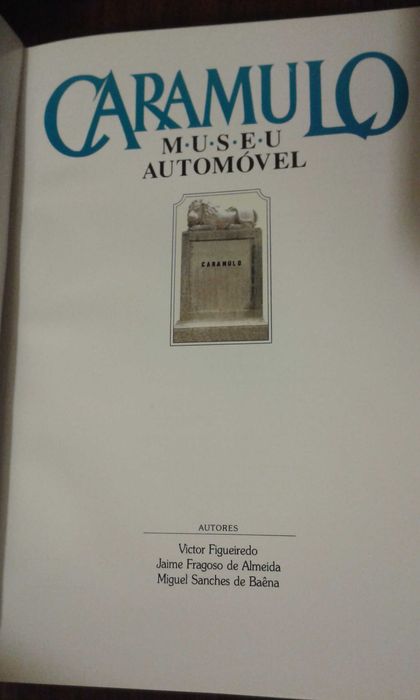 CARAMULO
M·U·S·E·U
AUTOMÓVEL
CARAMULO
AUTORES
Victor Figueiredo
Jaime Fragoso de Almeida
Miguel Sanches de Baêna